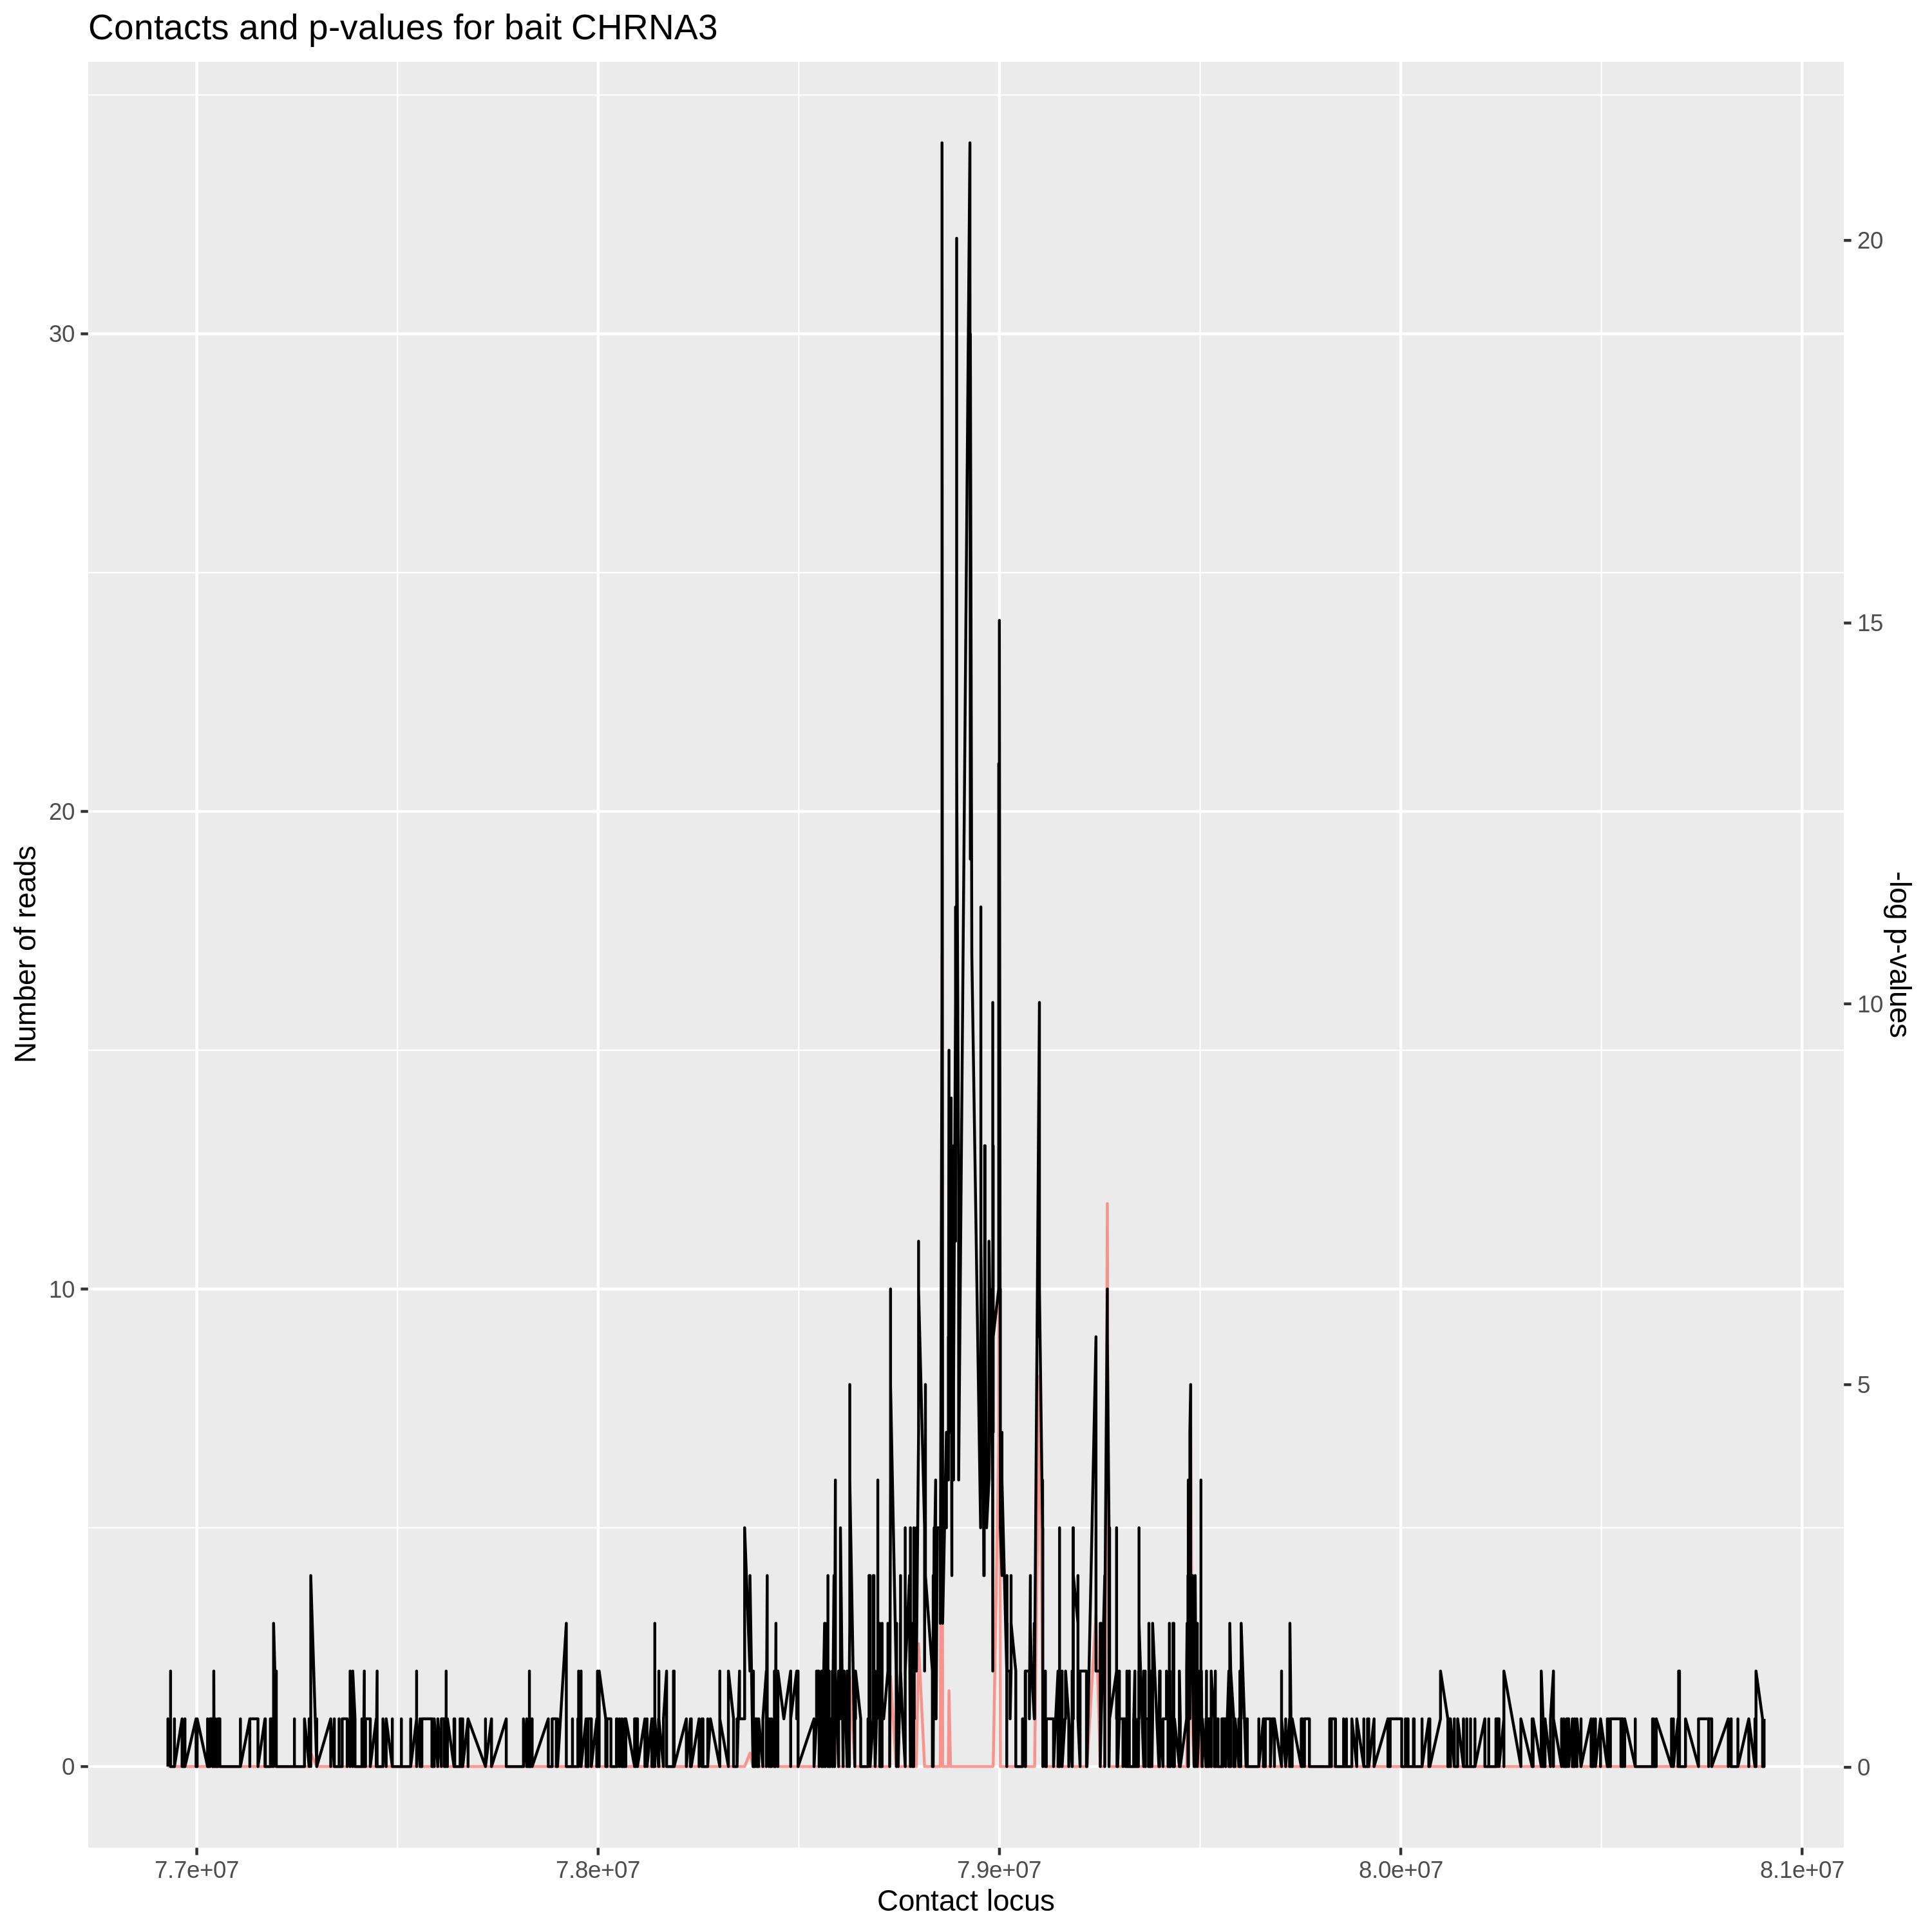 Contacts and p-values for bait CHRNA3
Number of reads
30
20
10
0
20
15
10
5
0
-log p-values
7.7e+07 7.8e+07 7.9e+07 8.0e+07 8.1e+07
Contact locus